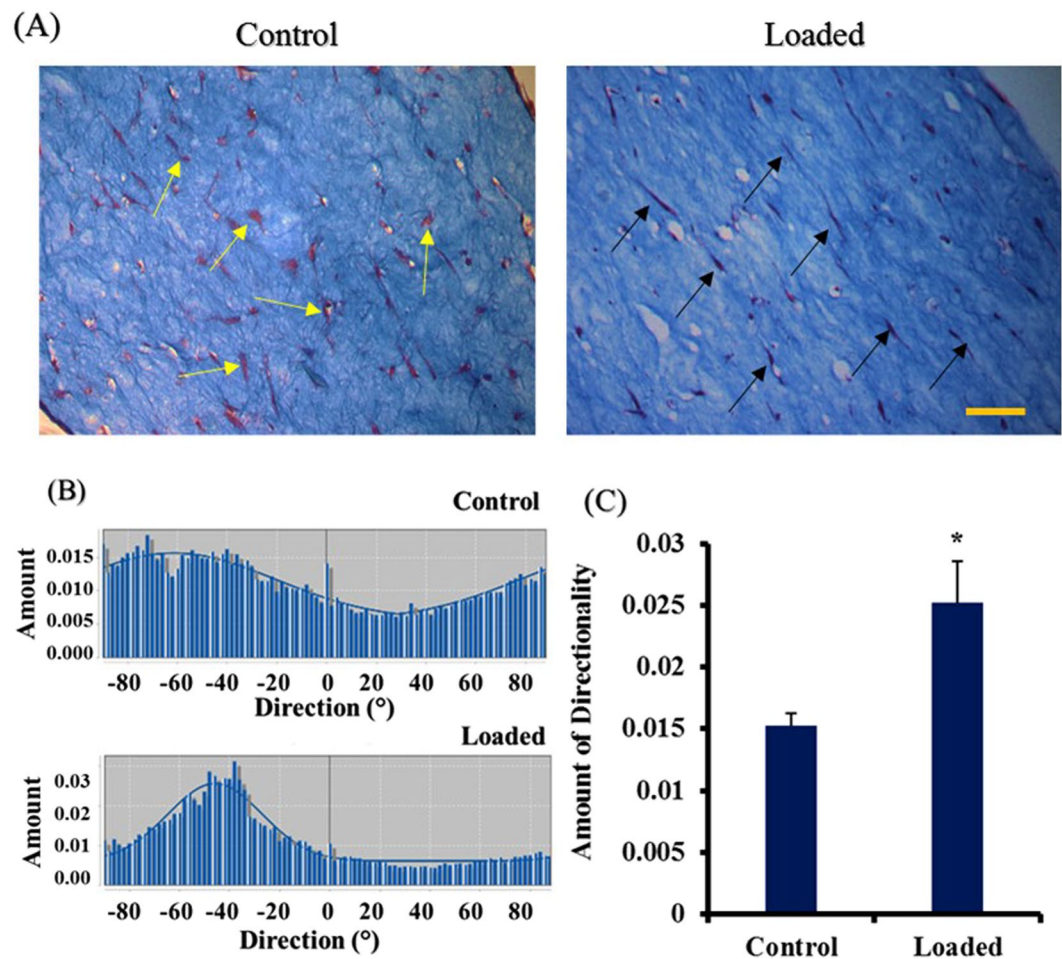 (A)
Control
Loaded
(B)
Control
Amount
0.015
0.010
0.005
0.000
-80 -60 -40 -20 0 20 40 60 80
Direction (°)
Loaded
Amount
0.03
0.02
0.01
0.00
-80 -60 -40 -20 0 20 40 60 80
Direction (°)
(C)
Amount of Directionality
0.03
0.025
0.02
0.015
0.01
0.005
0
*
Control Loaded